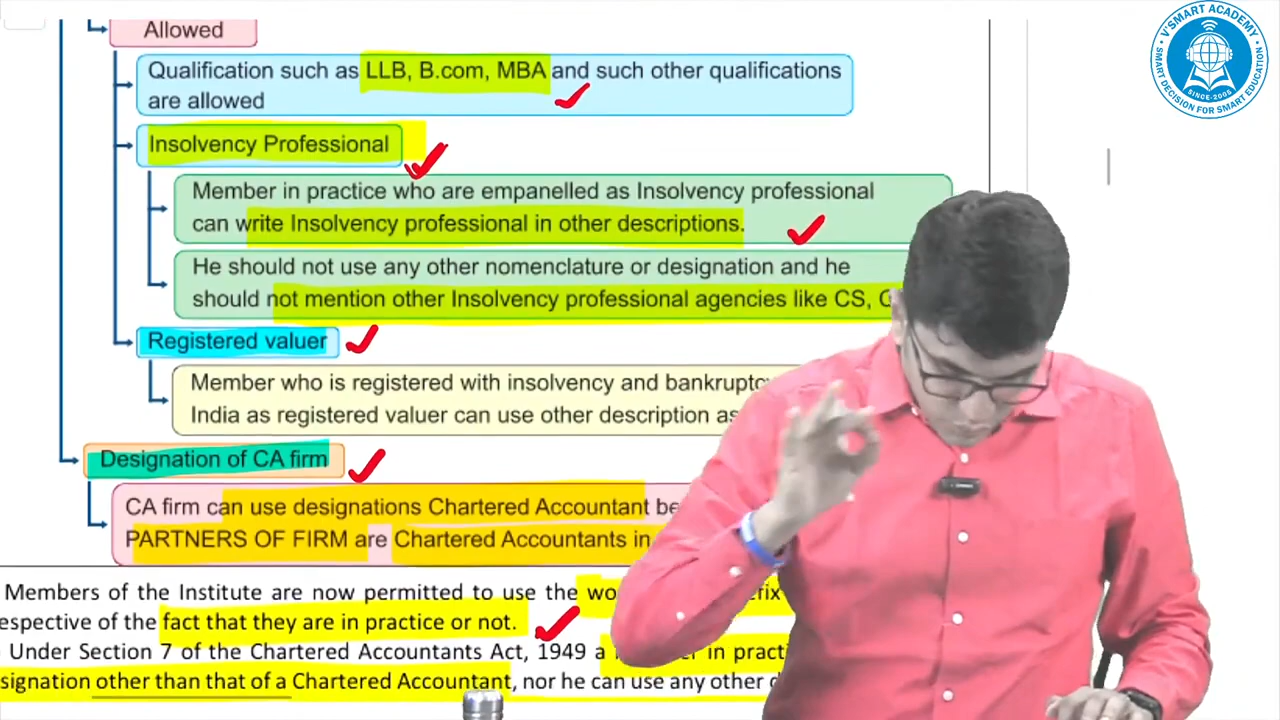 Allowed
Qualification such as LLB, B.com, MBA and such other qualifications
are allowed
Insolvency Professional
Member in practice who are empanelled as Insolvency professional
can write Insolvency professional in other descriptions.
He should not use any other nomenclature or designation and he
should not mention other Insolvency professional agencies like CS,
Registered valuer
Member who is registered with insolvency and
India as registered valuer can use other description as
Designation of CA firm
CA firm can use designations Chartered Accountant
PARTNERS OF FIRM are Chartered Accountants in
Members of the Institute are now permitted to use the
of the fact that they are in practice or not.
Under Section 7 of the Chartered Accountants Act, 1949 a in
other than that of a Chartered Accountant, nor he can use any other
V'SMART ACADEMY
SINCE-2005
SMART DECISION FOR SMART EDUCATION